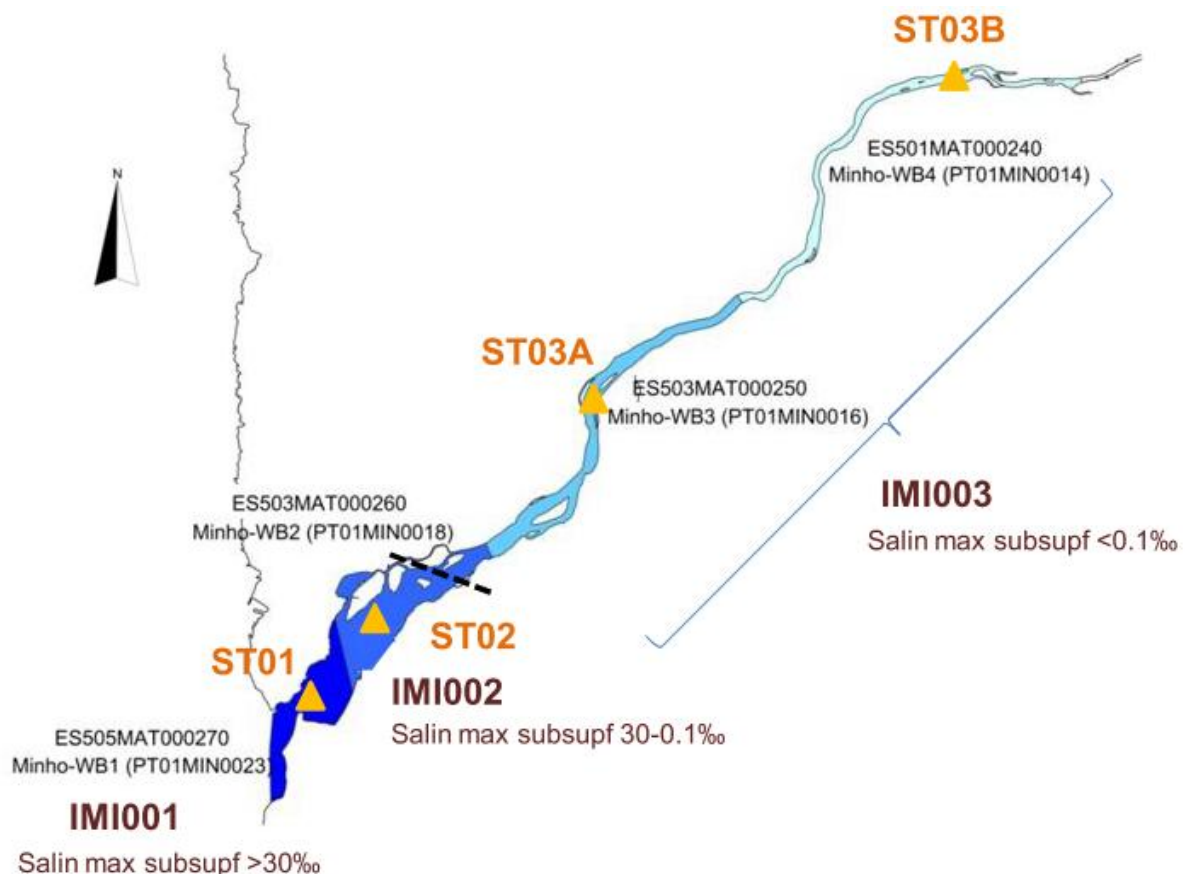 ST03B
N
ES501MAT000240
Minho-WB4 (PT01MIN0014)
ST03A
ES503MAT000250
Minho-WB3 (PT01MIN0016)
IMI003
Salin max subsupf <0.1‰
ES503MAT000260
Minho-WB2 (PT01MIN0018)
ST02
ST01
IMI002
Salin max subsupf 30-0.1‰
ES505MAT000270
Minho-WB1 (PT01MIN0023)
IMI001
Salin max subsupf >30‰